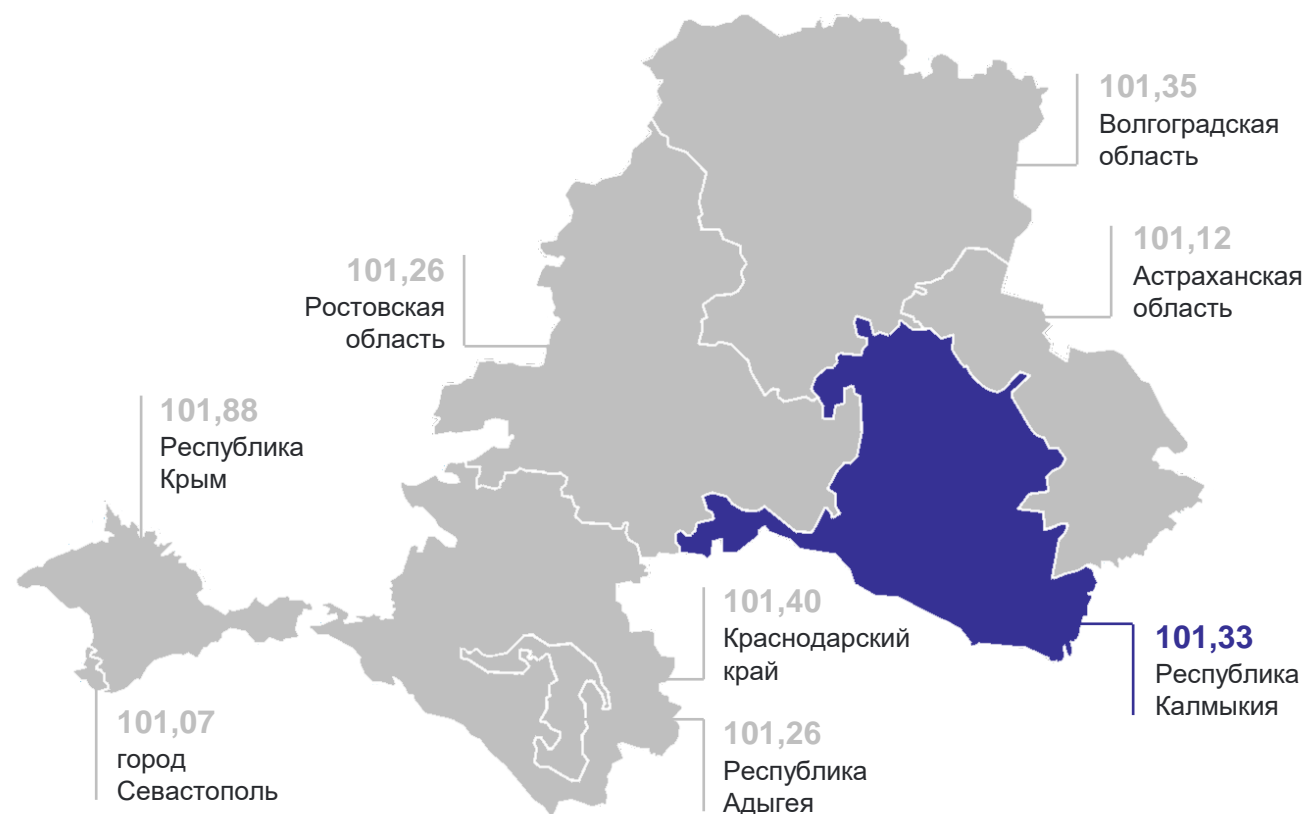 101,35
Волгоградская
область
101,12
Астраханская
область
101,26
Ростовская
область
101,88
Республика
Крым
101,40
Краснодарский
край
101,33
Республика
Калмыкия
101,07
город
Севастополь
101,26
Республика
Адыгея